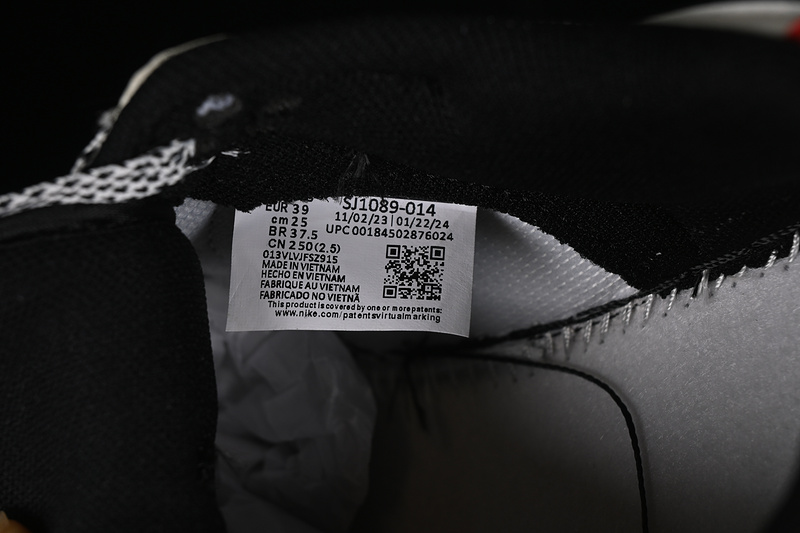 EUR 39
cm 25
BR 37.5
CN 250(2.5)
SJ1089-014
11/02/23 | 01/22/24
UPC00184502876024
013VLVJFSZ915
MADE IN VIETNAM
HECHO EN VIETNAM
FABRIQUE AU VIETNAM
FABRICADO NO VIETNÃ
This product is covered by one or more patents:
www.nike.com/patentsvirtualmarking